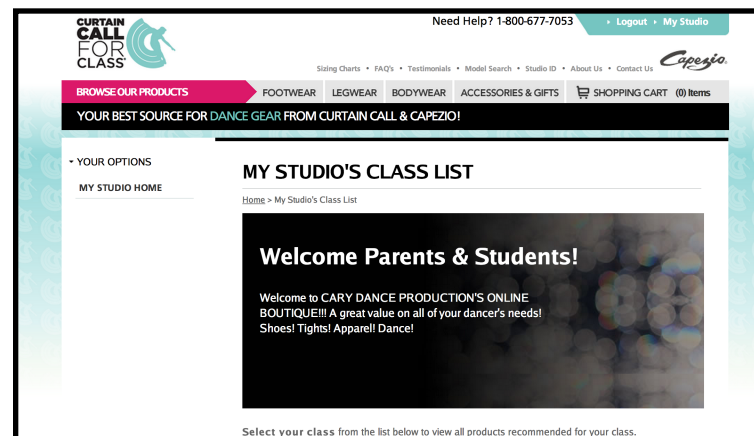 CURTAIN
CALL
FOR
CLASS
Need Help? 1-800-677-7053
Logout
My Studio
Sizing Charts • FAQ's • Testimonials • Model Search • Studio ID • About Us • Contact Us
Capezio.
BROWSE OUR PRODUCTS
FOOTWEAR
LEGWEAR
BODYWEAR
ACCESSORIES & GIFTS
SHOPPING CART (0) Items
YOUR BEST SOURCE FOR DANCE GEAR FROM CURTAIN CALL & CAPEZIO!
YOUR OPTIONS
MY STUDIO HOME
MY STUDIO'S CLASS LIST
Home > My Studio's Class List
Welcome Parents & Students!
Welcome to CARY DANCE PRODUCTION'S ONLINE
BOUTIQUE!!! A great value on all of your dancer's needs!
Shoes! Tights! Apparel! Dance!
Select your class from the list below to view all products recommended for your class.